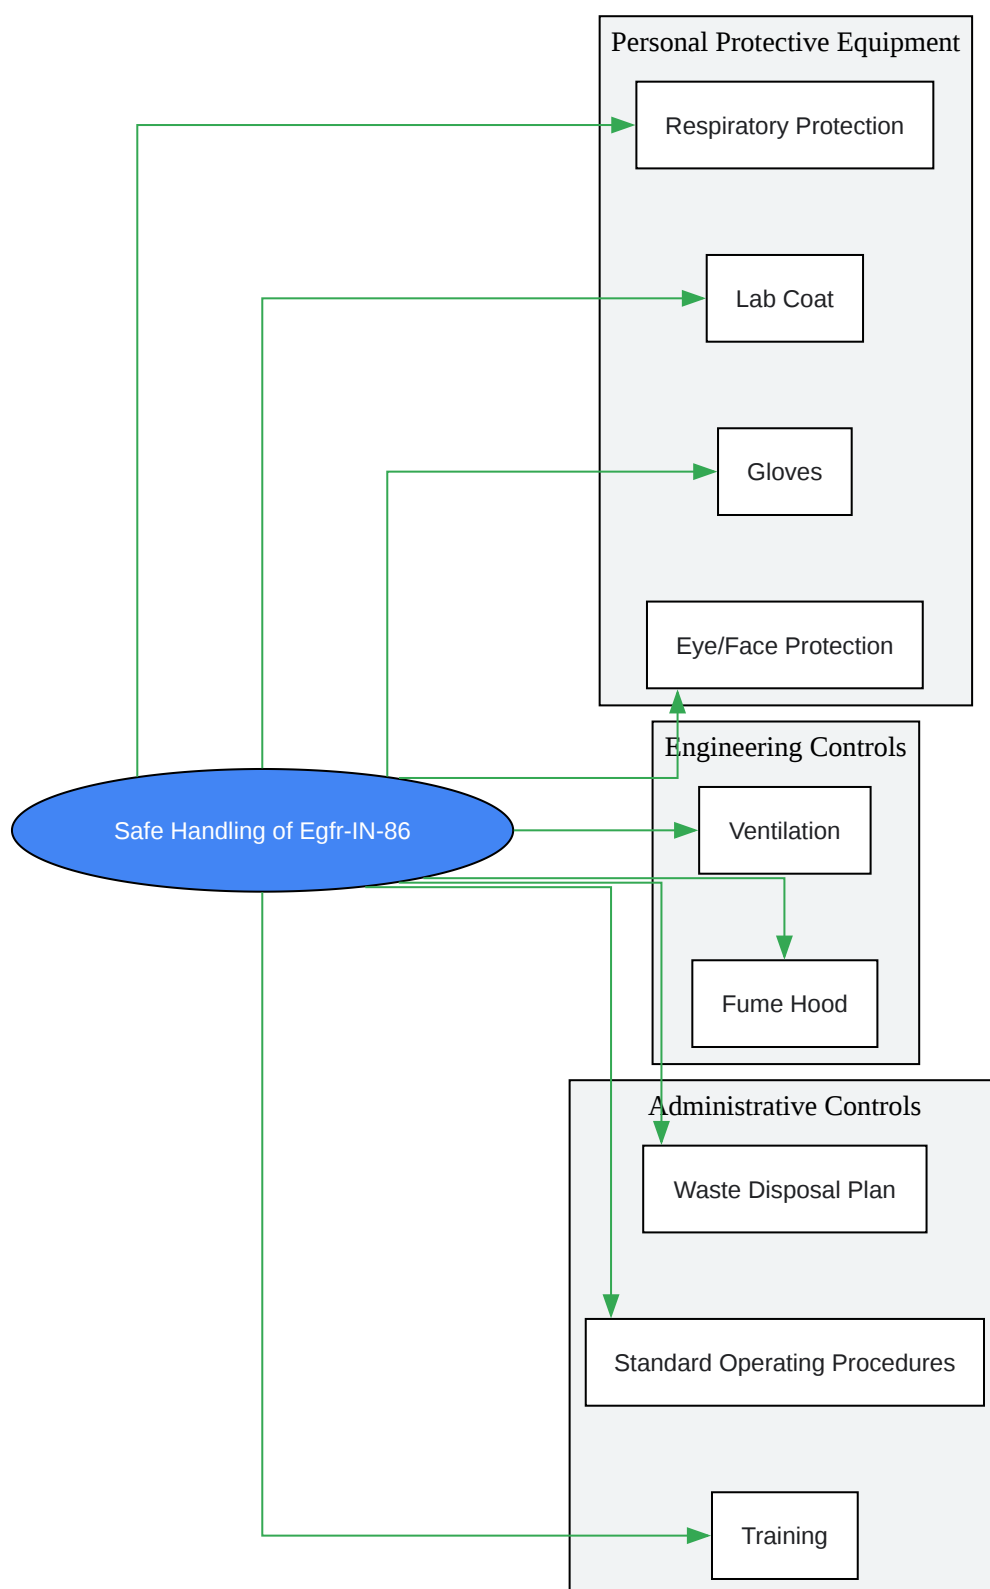 Personal Protective Equipment
Respiratory Protection
Lab Coat
Gloves
Eye/Face Protection
Engineering Controls
Safe Handling of Egfr-IN-86
Ventilation
Fume Hood
Administrative Controls
Waste Disposal Plan
Standard Operating Procedures
Training